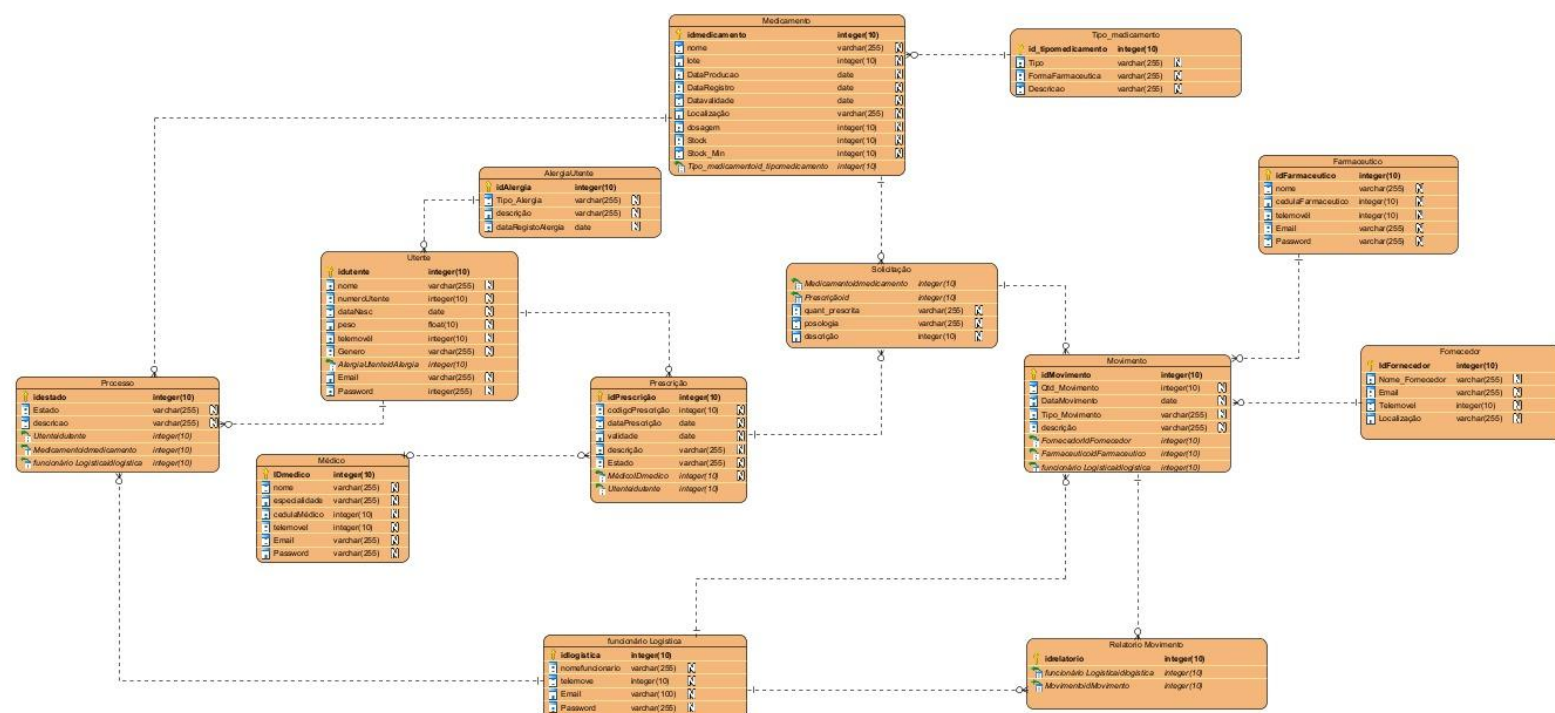 Medicamento
idmedicamento integer(10)
nome varchar(255) N
lote integer(10) N
DataProducao date N
DataRegistro date N
Datavalidade date N
Localização varchar(255) N
dosagem integer(10) N
Stock integer(10) N
Stock_Min integer(10) N
Tipo_medicamentoid_tipomedicamento integer(10)
Tipo_medicamento
id_tipomedicamento integer(10)
Tipo varchar(255) N
FormaFarmaceutica varchar(255) N
Descricao varchar(255) N
AlergiaUtente
idAlergia integer(10)
Tipo_Alergia varchar(255) N
descrição varchar(255) N
dataRegistoAlergia date N
Farmaceutico
idFarmaceutico integer(10)
nome varchar(255) N
cedulaFarmaceutico integer(10) N
telemovél integer(10) N
Email varchar(255) N
Password varchar(255) N
Utente
idutente integer(10)
nome varchar(255) N
numeroUtente integer(10) N
dataNesc date N
peso float(10) N
telemovél integer(10) N
Genero varchar(255) N
AlergiaUtenteidAlergia integer(10)
Email varchar(255) N
Password integer(255) N
Solicitação
Medicamentoidmedicamento integer(10)
Prescriçãoid integer(10)
quant_prescrita varchar(255) N
posologia varchar(255) N
descrição integer(10) N
Movimento
idMovimento integer(10)
Qtd_Movimento integer(10) N
DataMovimento date N
Tipo_Movimento varchar(255) N
descrição varchar(255) N
FornecedorIdFornecedor integer(10)
FarmaceuticoidFarmaceutico integer(10)
funcionário Logisticaidlogistica integer(10)
Fornecedor
IdFornecedor integer(10)
Nome_Fornecedor varchar(255) N
Email varchar(255) N
Telemovel integer(10) N
Localização varchar(255) N
Processo
idestado integer(10)
Estado varchar(255) N
descricao varchar(255) N
Utenteidutente integer(10)
Medicamentoidmedicamento integer(10)
funcionário Logisticaidlogistica integer(10)
Prescrição
idPrescrição integer(10)
codigoPrescrição integer(10) N
dataPrescrição date N
validade date N
descrição varchar(255) N
Estado varchar(255) N
MédicoIDmedico integer(10) N
Utenteidutente integer(10)
Médico
IDmedico integer(10)
nome varchar(255) N
especialidade varchar(255) N
cedulaMédico integer(10) N
telemovel integer(10) N
Email varchar(255) N
Password varchar(255) N
funcionário Logistica
idlogistica integer(10)
nomefuncionario varchar(255) N
telemove integer(10) N
Email varchar(100) N
Password varchar(255) N
Relatorio Movimento
idrelatorio integer(10)
funcionário Logisticaidlogistica integer(10)
MovimentoidMovimento integer(10)